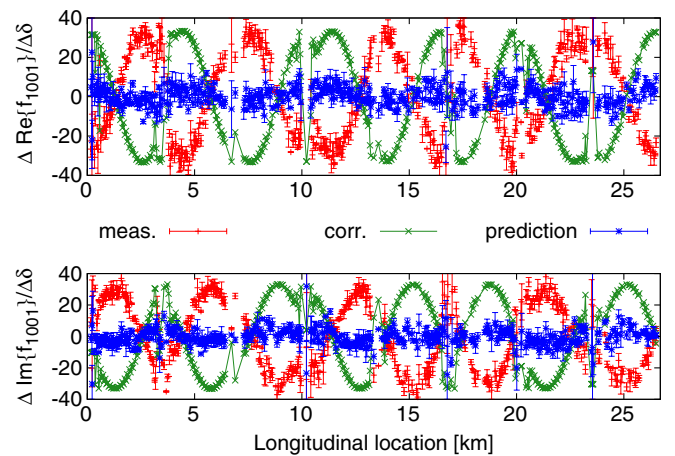 Δ Re{f1001}/Δδ
40
20
0
-20
-40
0 5 10 15 20 25
meas. corr. prediction
Δ Im{f1001}/Δδ
40
20
0
-20
-40
0 5 10 15 20 25
Longitudinal location [km]